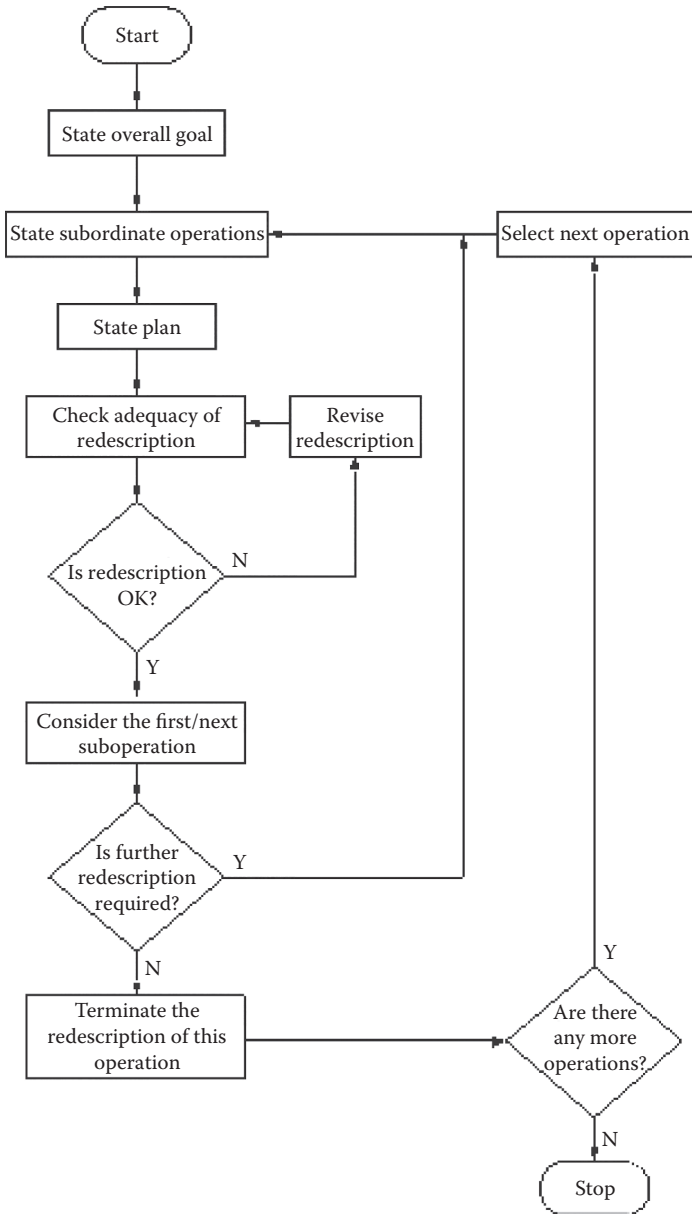 Start
State overall goal
State subordinate operations
Select next operation
State plan
Check adequacy of
redescription
Revise
redescription
Is redescription
OK?
N
Y
Consider the first/next
suboperation
Is further
redescription
required?
Y
N
Terminate the
redescription of this
operation
Y
Are there
any more
operations?
N
Stop